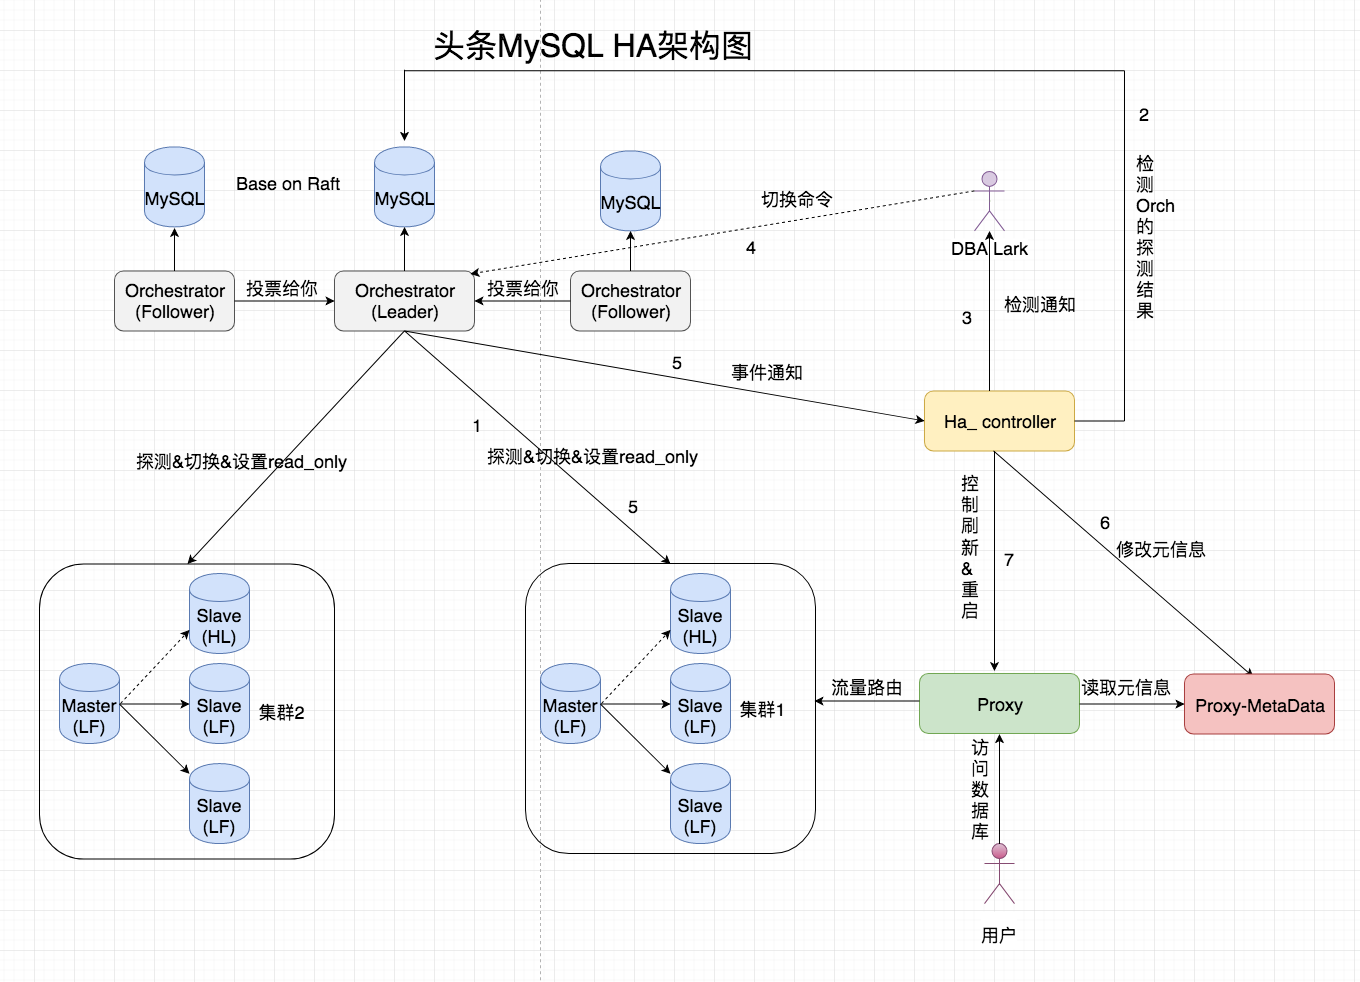 头条MySQL HA架构图
2
检测Orch的探测结果
MySQL
Base on Raft
MySQL
MySQL
切换命令
4
DBA Lark
Orchestrator
(Follower)
投票给你
Orchestrator
(Leader)
投票给你
Orchestrator
(Follower)
3
检测通知
5
事件通知
1
Ha_ controller
探测&切换&设置read_only
探测&切换&设置read_only
5
控制刷新&重启
7
6
修改元信息
Slave
(HL)
Master
(LF)
Slave
(LF)
集群2
Slave
(LF)
Slave
(HL)
Master
(LF)
Slave
(LF)
集群1
Slave
(LF)
流量路由
Proxy
读取元信息
Proxy-MetaData
访问数据库
用户